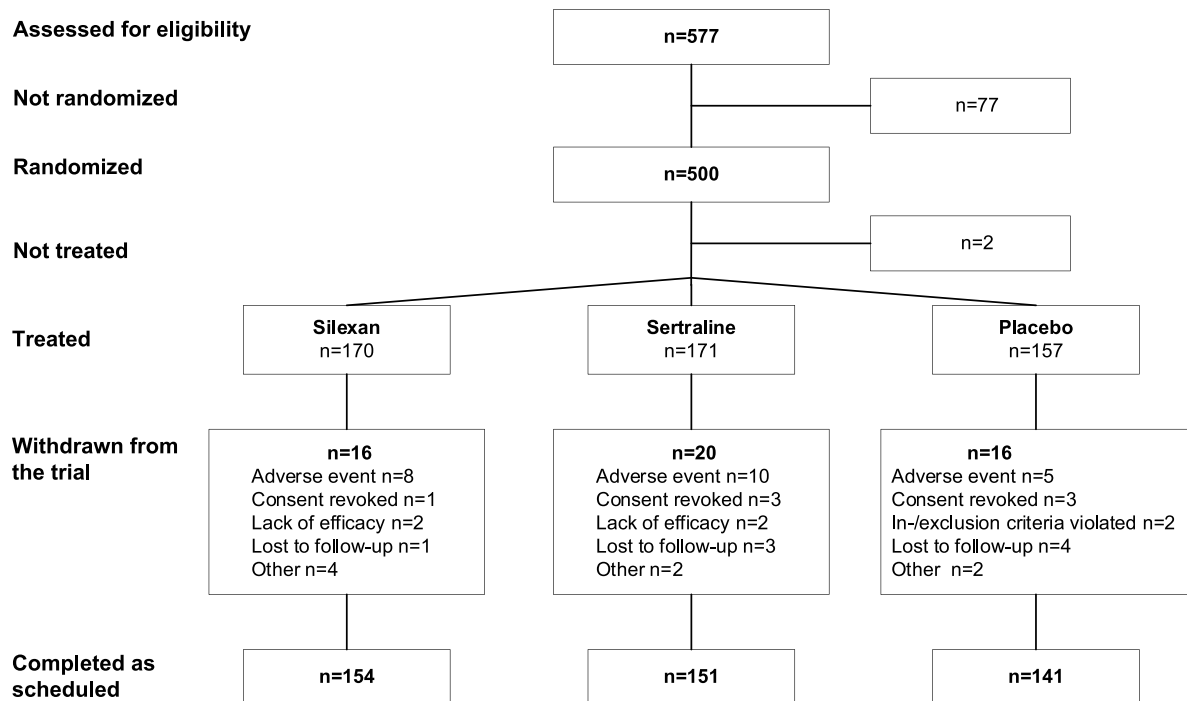 Assessed for eligibility
n=577
Not randomized
n=77
Randomized
n=500
Not treated
n=2
Treated
Silexan
n=170
Sertraline
n=171
Placebo
n=157
Withdrawn from
the trial
n=16
Adverse event n=8
Consent revoked n=1
Lack of efficacy n=2
Lost to follow-up n=1
Other n=4
n=20
Adverse event n=10
Consent revoked n=3
Lack of efficacy n=2
Lost to follow-up n=3
Other n=2
n=16
Adverse event n=5
Consent revoked n=3
In-/exclusion criteria violated n=2
Lost to follow-up n=4
Other  n=2
Completed as
scheduled
n=154
n=151
n=141